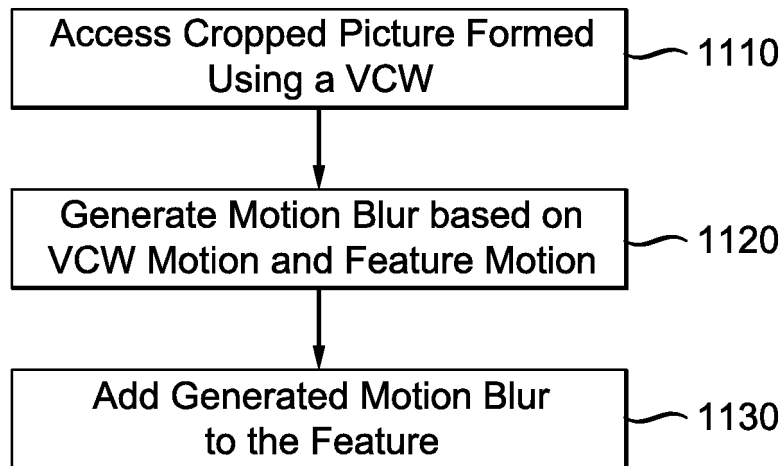 Access Cropped Picture Formed
Using a VCW
1110
Generate Motion Blur based on
VCW Motion and Feature Motion
1120
Add Generated Motion Blur
to the Feature
1130